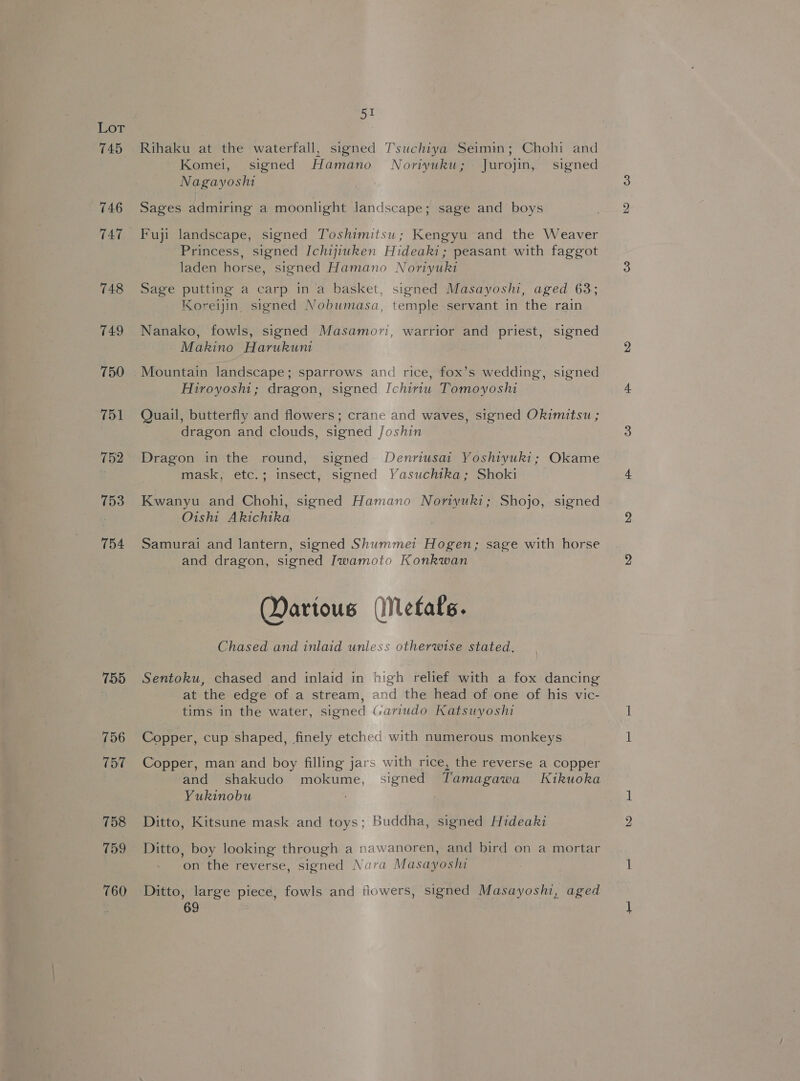 51
Lot
745 Rihaku at the waterfall, signed Tsuchiya Seimin; Chohi and
Komei, signed Hamano Noriyuku; Jurojin, signed
Nagayoshi 3
746 Sages admiring a moonlight landscape; sage and boys 2
747 Fuji landscape, signed Toshimitsu; Kengyu and the Weaver
Princess, signed Ichijiuken Hideaki; peasant with faggot
laden horse, signed Hamano Noriyuki 3
748 Sage putting a carp in a basket, signed Masayoshi, aged 63;
Koreijin, signed Nobumasa, temple servant in the rain
749 Nanako, fowls, signed Masamori, warrior and priest, signed
Makino Harukuni 2
750 Mountain landscape; sparrows and rice, fox's wedding, signed
Hiroyoshi; dragon, signed Ichiriu Tomoyoshi 4
751 Quail, butterfly and flowers; crane and waves, signed Okimitsu;
dragon and clouds, signed Joshin 3
752 Dragon in the round, signed Denriusai Yoshiyuki; Okame
mask, etc.; insect, signed Yasuchika; Shoki 4
753 Kwanyu and Chohi, signed Hamano Noriyuki; Shojo, signed
Oishi Akichika 2
754 Samurai and lantern, signed Shummei Hogen; sage with horse
and dragon, signed Iwamoto Konkwan 2
Various Metals.
Chased and inlaid unless otherwise stated.
755 Sentoku, chased and inlaid in high relief with a fox dancing
at the edge of a stream, and the head of one of his vic-
tims in the water, signed Gariudo Katsuyoshi 1
756 Copper, cup shaped, finely etched with numerous monkeys 1
757 Copper, man and boy filling jars with rice, the reverse a copper
and shakudo mokume, signed Tamagawa Kikuoka
Yukinobu 1
758 Ditto, Kitsune mask and toys; Buddha, signed Hideaki 2
759 Ditto, boy looking through a nawanoren, and bird on a mortar
on the reverse, signed Nara Masayoshi 1
760 Ditto, large piece, fowls and flowers, signed Masayoshi, aged
69 1